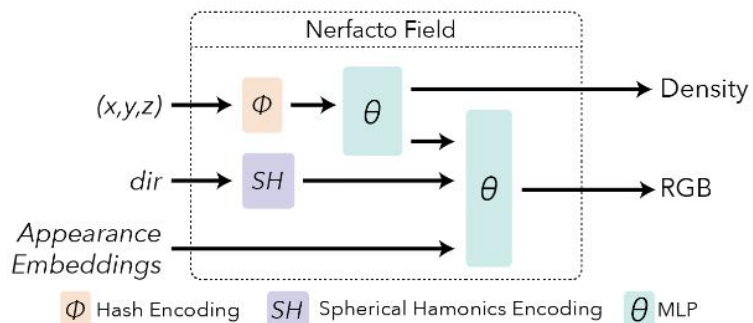 Nerfacto Field
(x,y,z)
Φ
θ
Density
dir
SH
θ
RGB
Appearance
Embeddings
Φ Hash Encoding SH Spherical Hamonics Encoding θ MLP